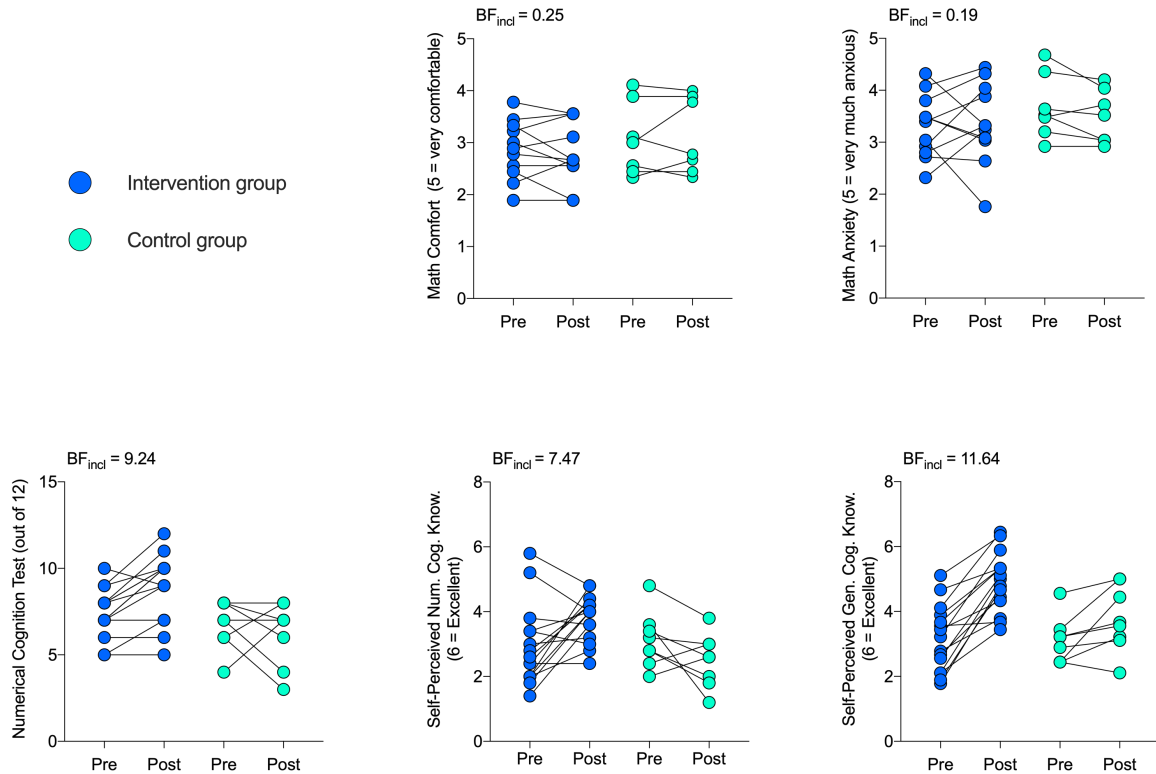 BFincl = 0.25
Math Comfort (5 = very comfortable)
5
4
3
2
1
0
Pre
Post
Pre
Post
BFincl = 0.19
Math Anxiety (5 = very much anxious)
5
4
3
2
1
0
Pre
Post
Pre
Post
Intervention group
Control group
BFincl = 9.24
Numerical Cognition Test (out of 12)
15
10
5
0
Pre
Post
Pre
Post
BFincl = 7.47
Self-Perceived Num. Cog. Know.
(6 = Excellent)
8
6
4
2
0
Pre
Post
Pre
Post
BFincl = 11.64
Self-Perceived Gen. Cog. Know.
(6 = Excellent)
8
6
4
2
0
Pre
Post
Pre
Post